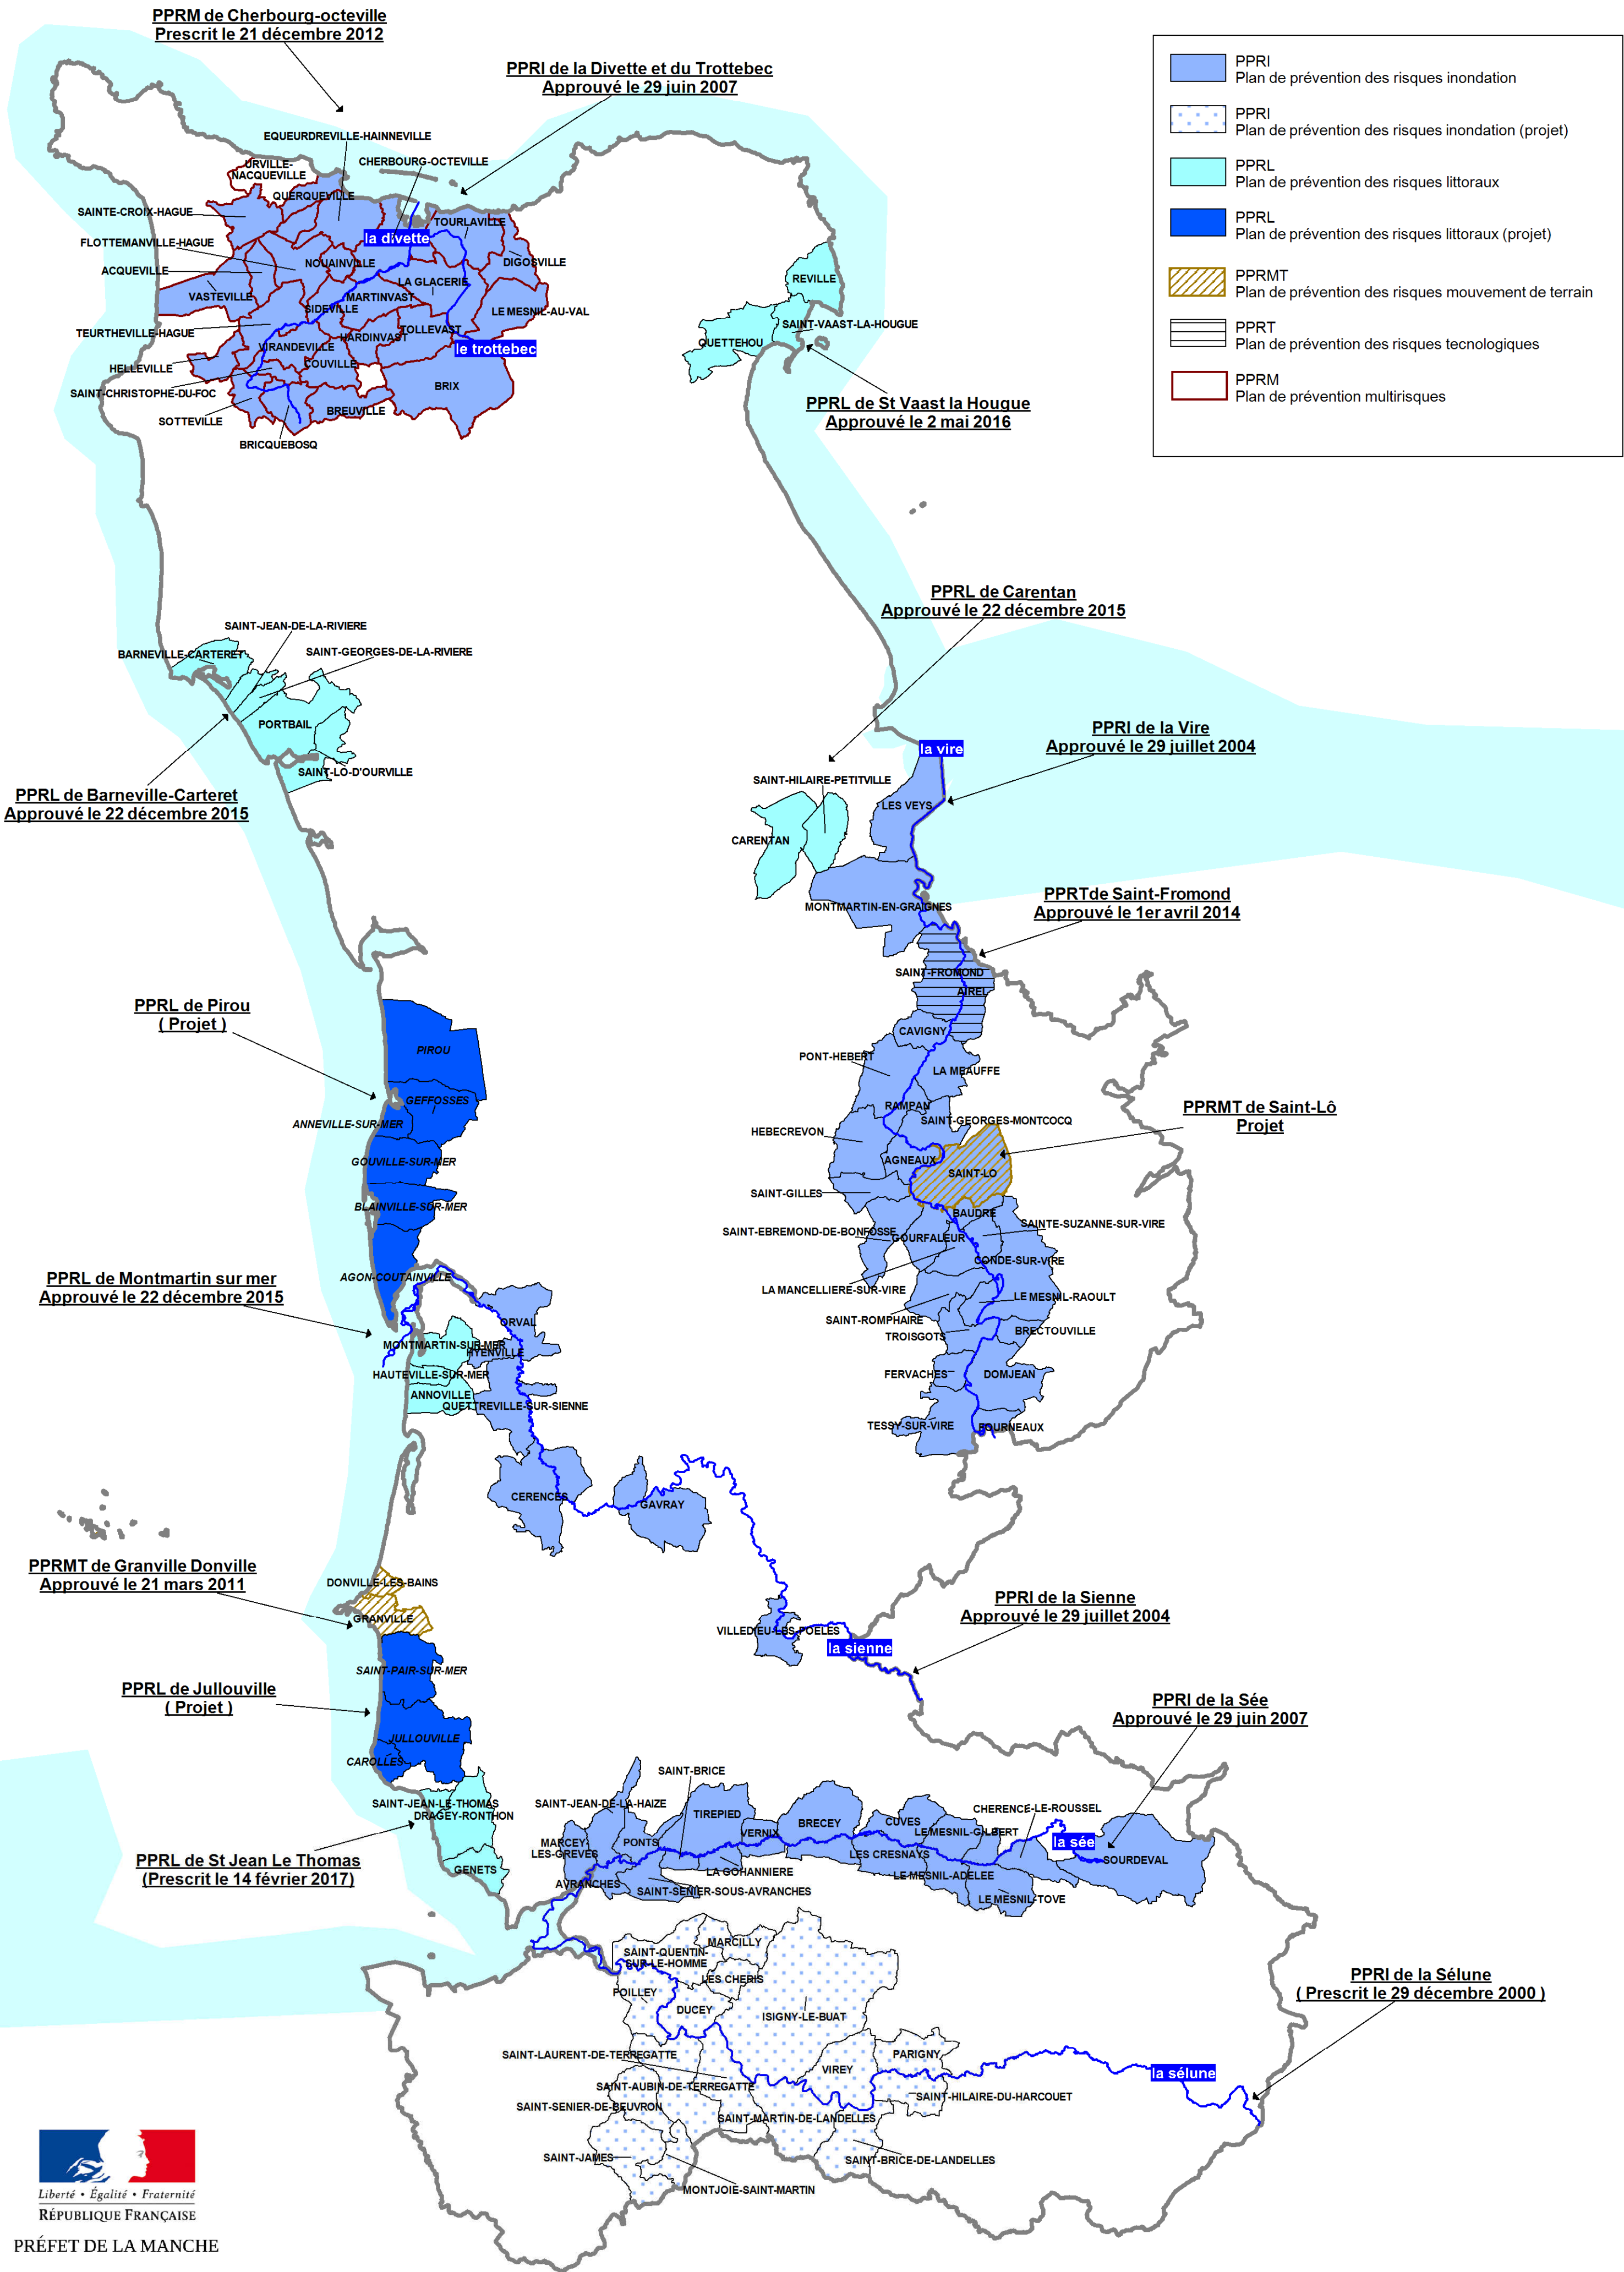 PPRM de Cherbourg-octeville
Prescrit le 21 décembre 2012
PPRI de la Divette et du Trottebec
Approuvé le 29 juin 2007
PPRI
Plan de prévention des risques inondation
PPRI
Plan de prévention des risques inondation (projet)
PPRL
Plan de prévention des risques littoraux
PPRL
Plan de prévention des risques littoraux (projet)
PPRMT
Plan de prévention des risques mouvement de terrain
PPRT
Plan de prévention des risques tecnologiques
PPRM
Plan de prévention multirisques
EQUEURDREVILLE-HAINNEVILLE
CHERBOURG-OCTEVILLE
URVILLE-
NACQUEVILLE
QUERQUEVILLE
SAINTE-CROIX-HAGUE
TOURLAVILLE
la divette
FLOTTEMANVILLE-HAGUE
NOUAINVILLE
DIGOSVILLE
ACQUEVILLE
LA GLACERIE
VASTEVILLE
MARTINVAST
SIDEVILLE
LE MESNIL-AU-VAL
TEURTHEVILLE-HAGUE
TOLLEVAST
HARDINVAST
VIRANDEVILLE
le trottebec
COUVILLE
HELLEVILLE
BRIX
SAINT-CHRISTOPHE-DU-FOC
BREUVILLE
SOTTEVILLE
BRICQUEBOSQ
REVILLE
SAINT-VAAST-LA-HOUGUE
QUETTEHOU
PPRL de St Vaast la Hougue
Approuvé le 2 mai 2016
PPRL de Carentan
Approuvé le 22 décembre 2015
SAINT-JEAN-DE-LA-RIVIERE
BARNEVILLE-CARTERET
SAINT-GEORGES-DE-LA-RIVIERE
PORTBAIL
SAINT-LO-D'OURVILLE
PPRL de Barneville-Carteret
Approuvé le 22 décembre 2015
PPRI de la Vire
Approuvé le 29 juillet 2004
la vire
SAINT-HILAIRE-PETITVILLE
LES VEYS
CARENTAN
MONTMARTIN-EN-GRAIGNES
PPRTde Saint-Fromond
Approuvé le 1er avril 2014
SAINT-FROMOND
AIREL
CAVIGNY
PONT-HEBERT
LA MEAUFFE
RAMPAN
SAINT-GEORGES-MONTCOCQ
HEBECREVON
AGNEAUX
SAINT-LO
PPRMT de Saint-Lô
Projet
SAINT-GILLES
BAUDRE
SAINTE-SUZANNE-SUR-VIRE
SAINT-EBREMOND-DE-BONFOSSE
GOURFALEUR
CONDE-SUR-VIRE
LA MANCELLIERE-SUR-VIRE
LE MESNIL-RAOULT
SAINT-ROMPHAIRE
TROISGOTS
BRECTOUVILLE
FERVACHES
DOMJEAN
TESSY-SUR-VIRE
FOURNEAUX
PPRL de Pirou
( Projet )
PIROU
GEFFOSSES
ANNEVILLE-SUR-MER
GOUVILLE-SUR-MER
BLAINVILLE-SUR-MER
AGON-COUTAINVILLE
PPRL de Montmartin sur mer
Approuvé le 22 décembre 2015
ORVAL
MONTMARTIN-SUR-MER
HYENVILLE
HAUTEVILLE-SUR-MER
ANNOVILLE
QUETTREVILLE-SUR-SIENNE
CERENCES
GAVRAY
VILLEDIEU-LES-POELES
la sienne
PPRI de la Sienne
Approuvé le 29 juillet 2004
PPRMT de Granville Donville
Approuvé le 21 mars 2011
DONVILLE-LES-BAINS
GRANVILLE
SAINT-PAIR-SUR-MER
PPRL de Jullouville
( Projet )
JULLOUVILLE
CAROLLES
SAINT-JEAN-LE-THOMAS
DRAGEY-RONTHON
GENETS
PPRL de St Jean Le Thomas
(Prescrit le 14 février 2017)
PPRI de la Sée
Approuvé le 29 juin 2007
SAINT-BRICE
SAINT-JEAN-DE-LA-HAIZE
TIREPIED
CHERENCE-LE-ROUSSEL
BRECEY
CUVES
VERNIX
LE MESNIL-GILBERT
MARCEY-
LES-GREVES
PONTS
la sée
LES CRESNAYS
SOURDEVAL
LA GOHANNIERE
LE MESNIL-ADELEE
AVRANCHES
SAINT-SENIER-SOUS-AVRANCHES
LE MESNIL-TOVE
MARCILLY
SAINT-QUENTIN-
SUR-LE-HOMME
LES CHERIS
POILLEY
DUCEY
ISIGNY-LE-BUAT
PPRI de la Sélune
( Prescrit le 29 décembre 2000 )
SAINT-LAURENT-DE-TERREGATTE
PARIGNY
VIREY
la sélune
SAINT-AUBIN-DE-TERREGATTE
SAINT-HILAIRE-DU-HARCOUET
SAINT-SENIER-DE-BEUVRON
SAINT-MARTIN-DE-LANDELLES
SAINT-JAMES
SAINT-BRICE-DE-LANDELLES
MONTJOIE-SAINT-MARTIN
Liberté • Égalité • Fraternité
RÉPUBLIQUE FRANÇAISE
PRÉFET DE LA MANCHE